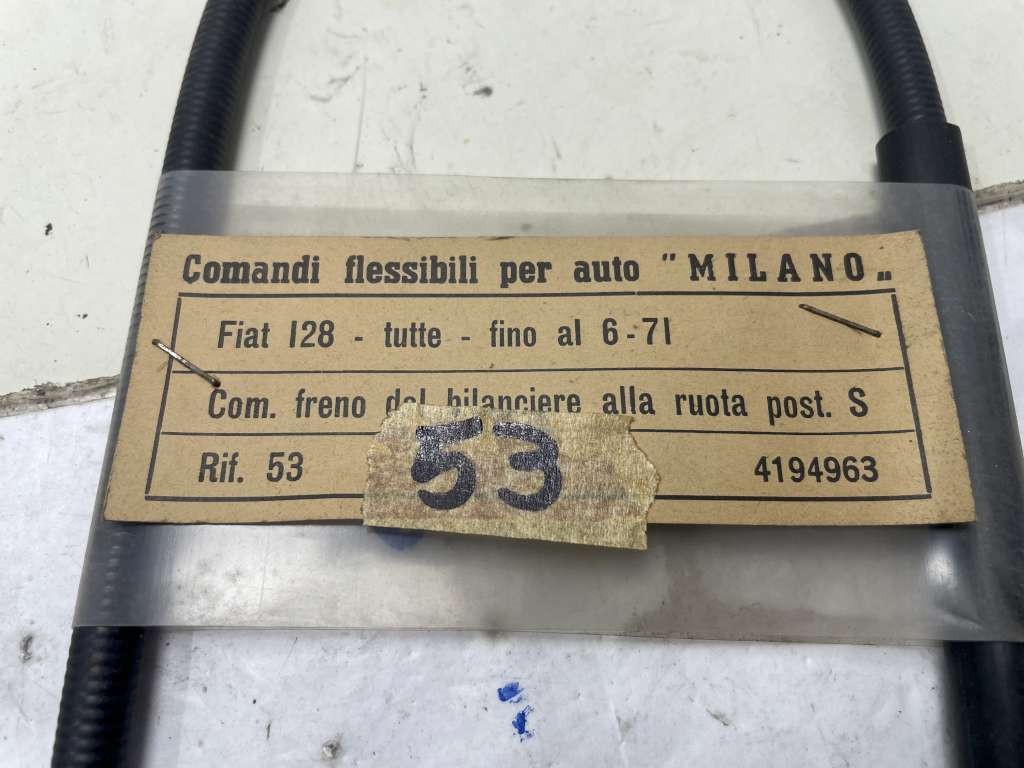 Comandi flessibili per auto "MILANO„
Fiat 128 - tutte - fino al 6-71
Com. freno dal bilanciere alla ruota post. S
Rif. 53
53
4194963